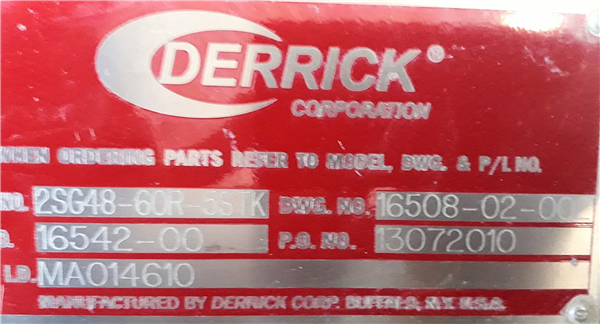 DERRICK®
CORPORATION
WHEN ORDERING PARTS REFER TO MODEL, DWG. & P/L NO.
NO. 2SG48-60R-3STK DWG. NO. 16508-02-00
O. 16542-00 P.O. NO. 13072010
I.D. MA014610
MANUFACTURED BY DERRICK CORP. BUFFALO, N.Y. U.S.A.